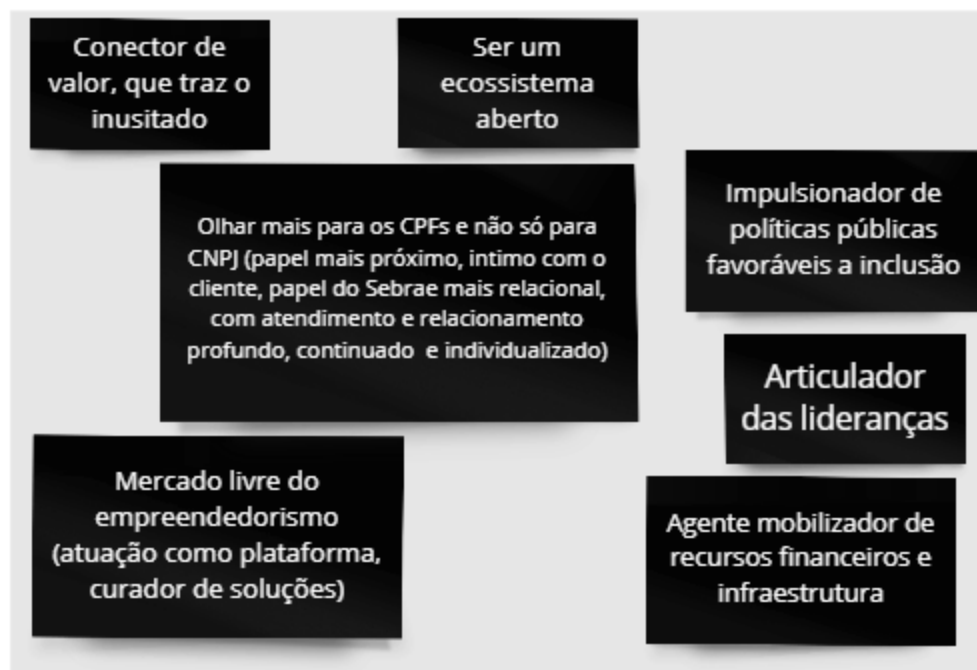 Conector de
valor, que traz o
inusitado
Ser um
ecossistema
aberto
Olhar mais para os CPFs e não só para
CNPJ (papel mais próximo, intimo com o
cliente, papel do Sebrae mais relacional,
com atendimento e relacionamento
profundo, continuado e individualizado)
Impulsionador de
políticas públicas
favoráveis a inclusão
Articulador
das lideranças
Mercado livre do
empreendedorismo
(atuação como plataforma,
curador de soluções)
Agente mobilizador de
recursos financeiros e
infraestrutura